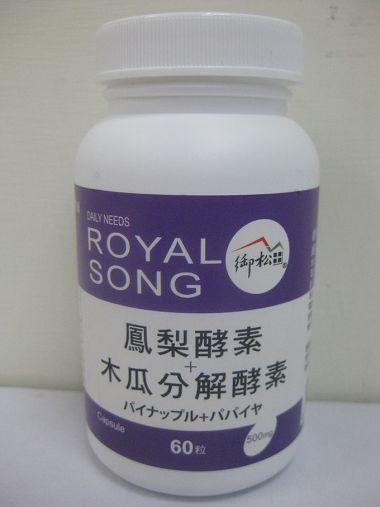 DAILY NEEDS
ROYAL
SONG
御松田
®
鳳梨酵素
+
木瓜分解酵素
パイナップル+パパイヤ
Capsule
60粒
500mg